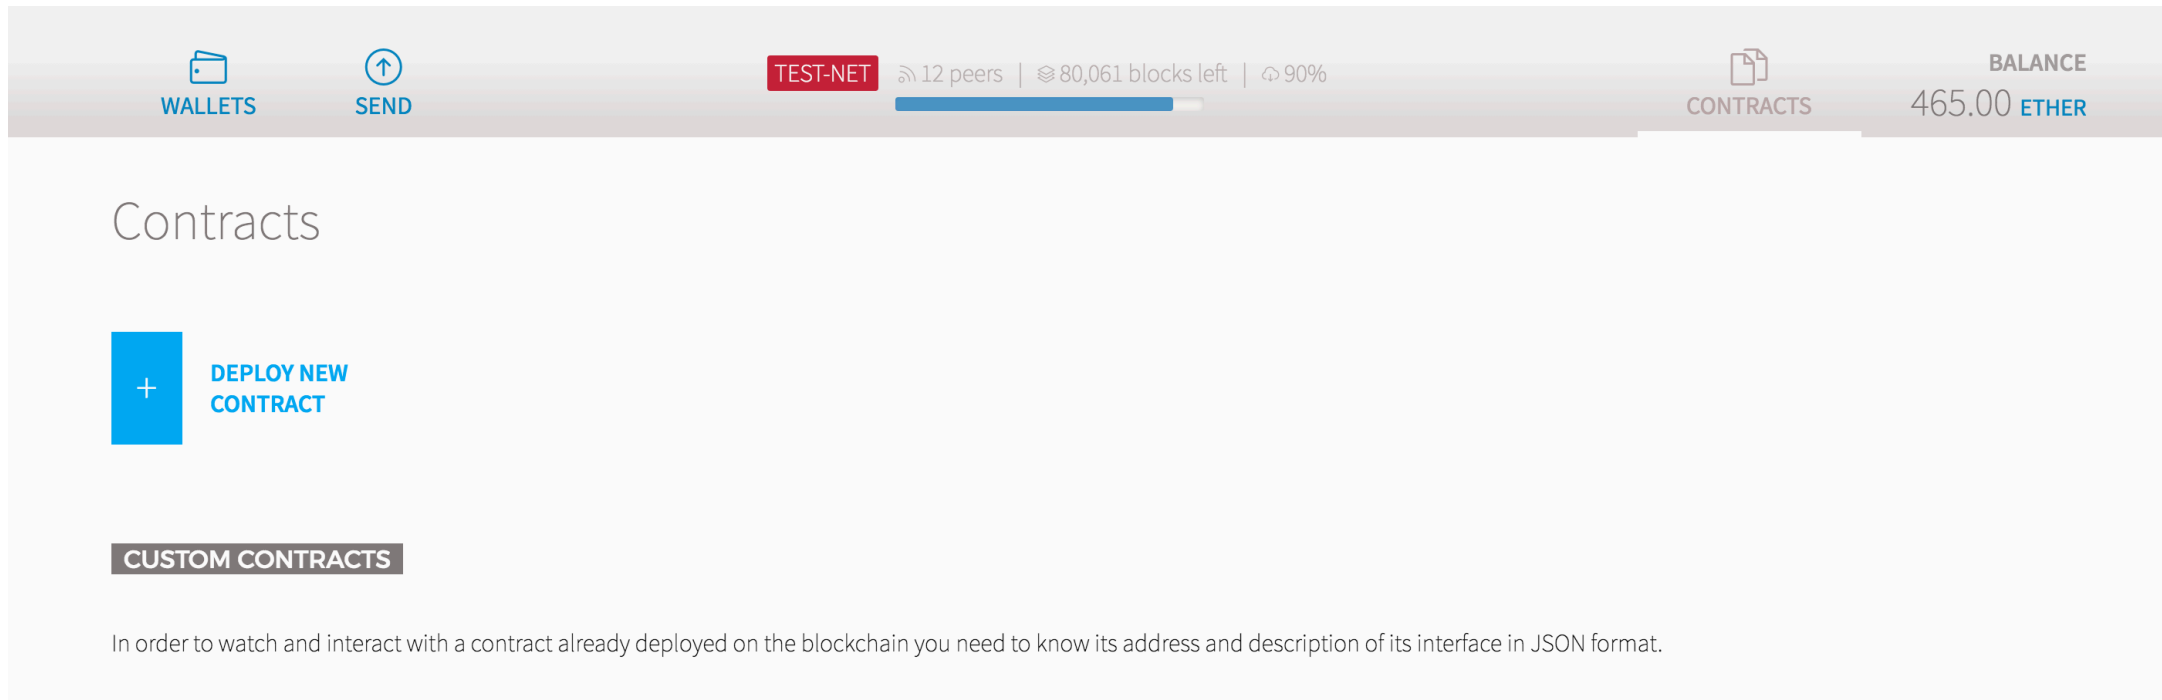 WALLETS
SEND
TEST-NET 12 peers | 80,061 blocks left | 90%
CONTRACTS
BALANCE
465.00 ETHER
Contracts
+
DEPLOY NEW
CONTRACT
CUSTOM CONTRACTS
In order to watch and interact with a contract already deployed on the blockchain you need to know its address and description of its interface in JSON format.